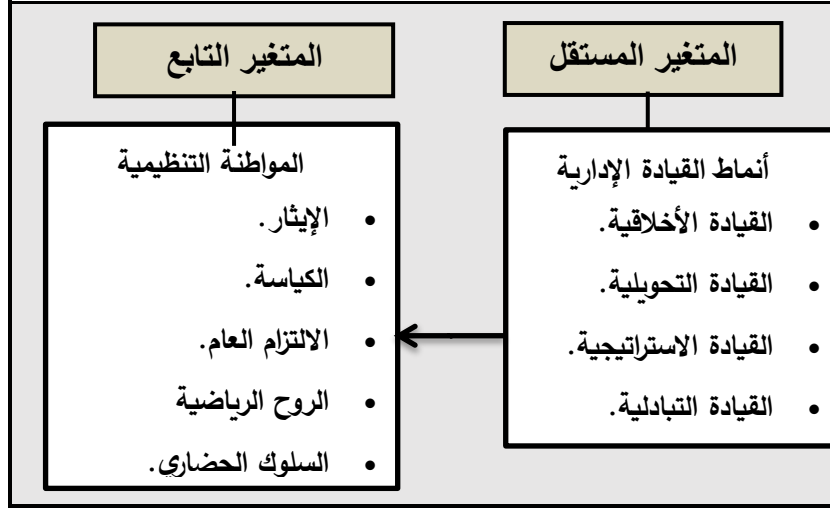 المتغير المستقل
أنماط القيادة الإدارية
• القيادة الأخلاقية.
• القيادة التحويلية.
• القيادة الاستراتيجية.
• القيادة التبادلية.
المتغير التابع
المواطنة التنظيمية
• الإيثار.
• الكياسة.
• الالتزام العام.
• الروح الرياضية
• السلوك الحضاري.